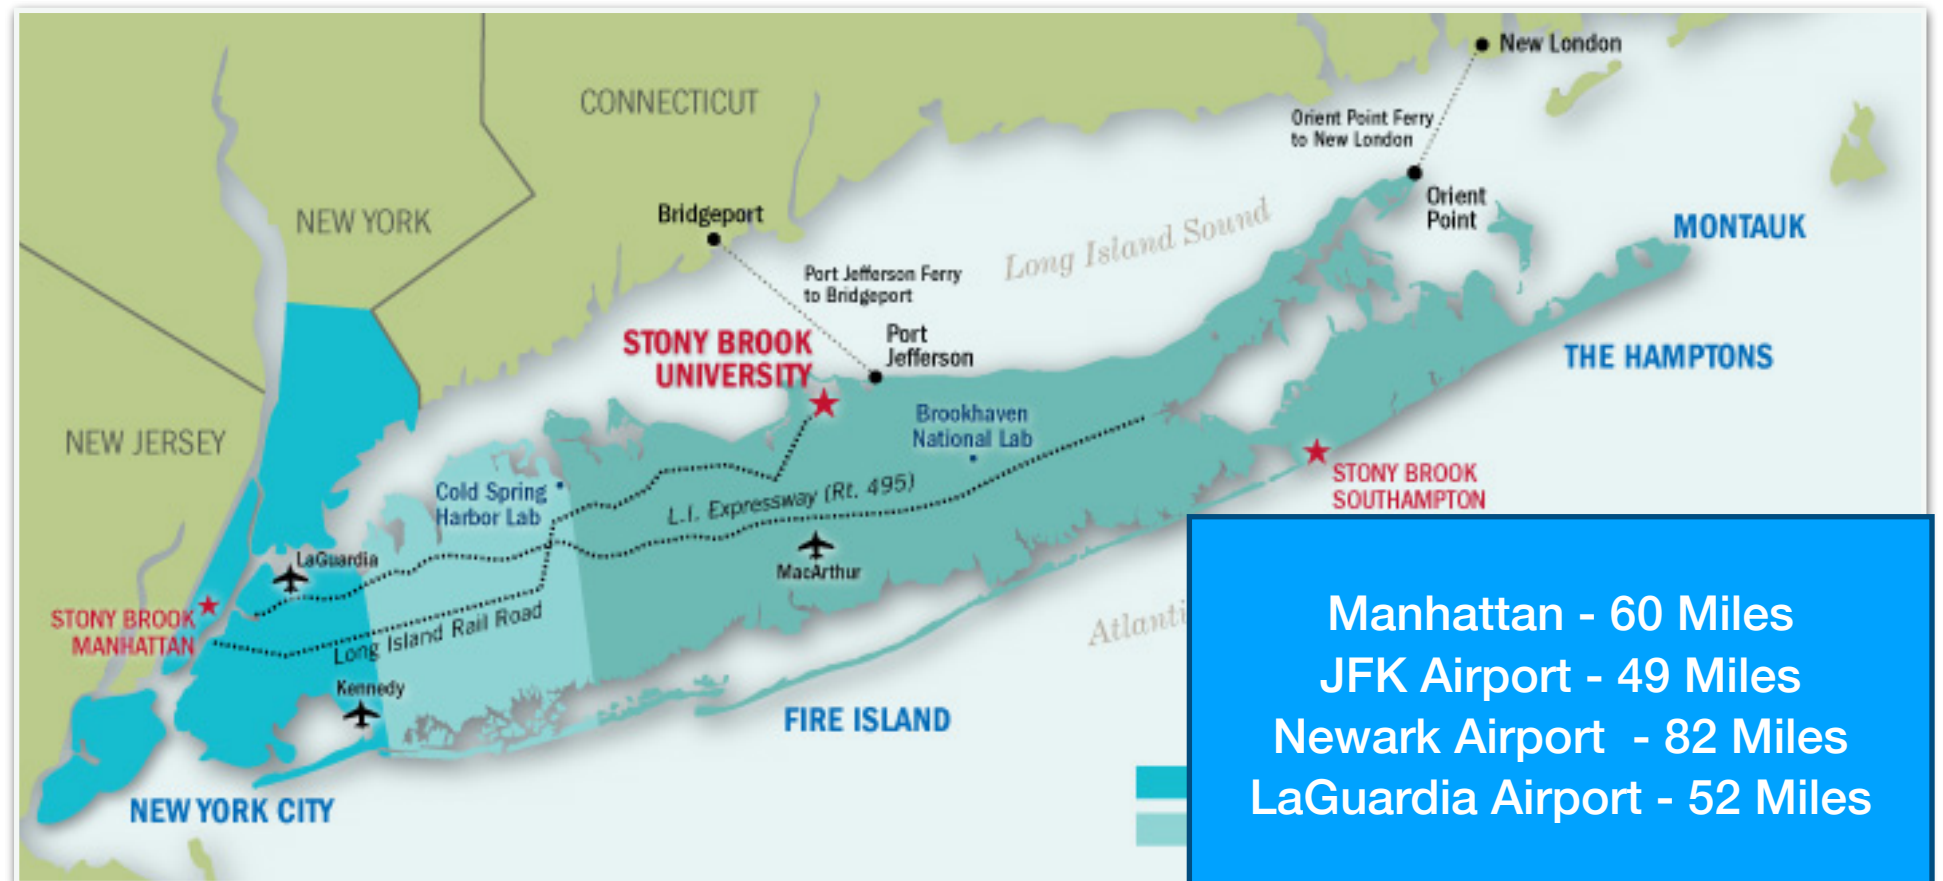 New London
CONNECTICUT
Orient Point Ferry
to New London
NEW YORK
Bridgeport
Orient
Point
MONTAUK
Long Island Sound
Port Jefferson Ferry
to Bridgeport
STONY BROOK
UNIVERSITY
Port
Jefferson
THE HAMPTONS
NEW JERSEY
Brookhaven
National Lab
STONY BROOK
SOUTHAMPTON
Cold Spring
Harbor Lab
L.I. Expressway (Rt. 495)
LaGuardia
MacArthur
STONY BROOK
MANHATTAN
Long Island Rail Road
Atlanti
Kennedy
FIRE ISLAND
NEW YORK CITY
Manhattan - 60 Miles
JFK Airport - 49 Miles
Newark Airport - 82 Miles
LaGuardia Airport - 52 Miles